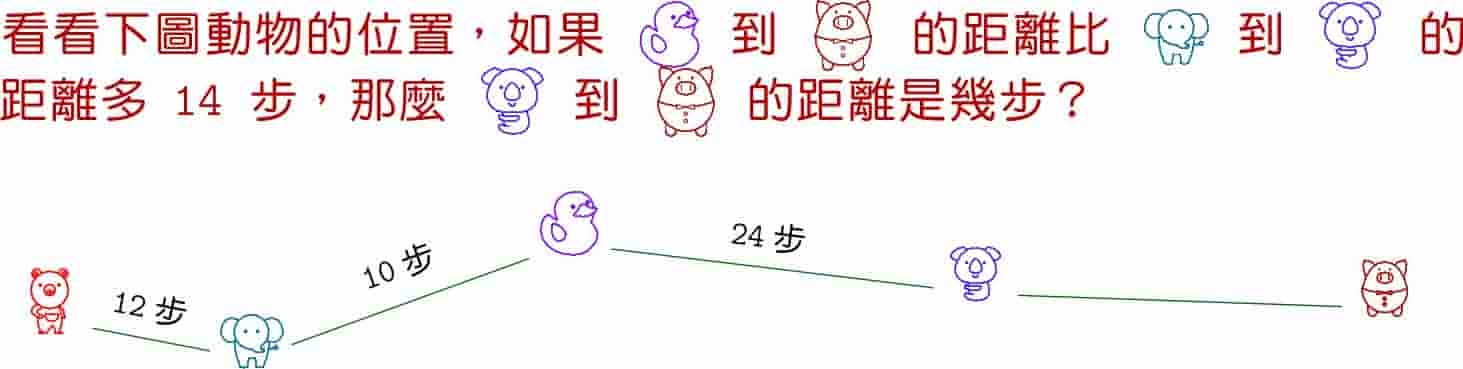 看看下圖動物的位置，如果 到 的距離比 到 的
距離多 14 步，那麼 到 的距離是幾步？
24 步
10 步
12 步